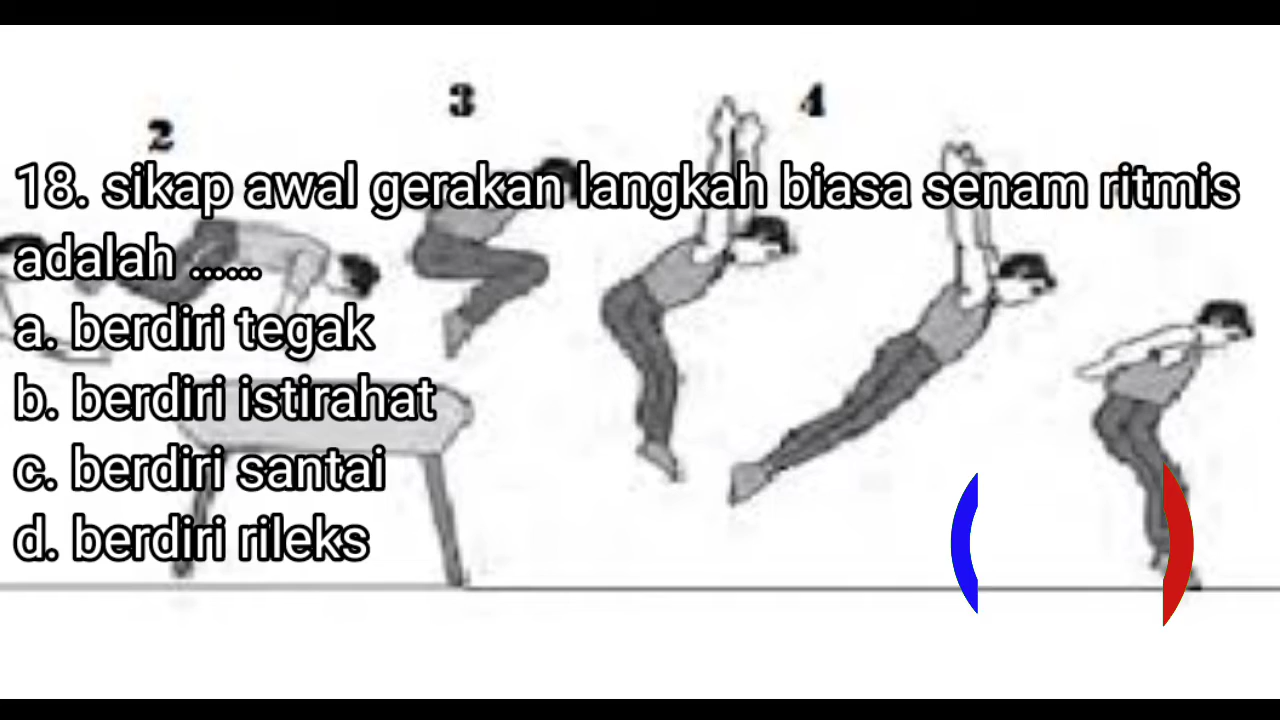 2
3
4
18. sikap awal gerakan langkah biasa senam ritmis
adalah ......
a. berdiri tegak
b. berdiri istirahat
c. berdiri santai
d. berdiri rileks